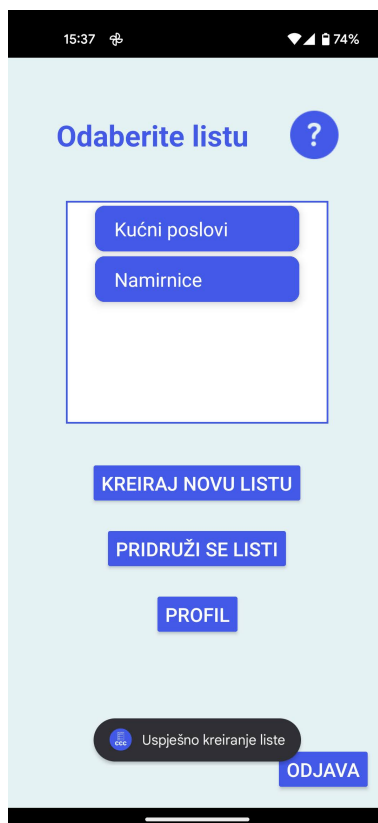 15:37
74%
Odaberite listu
?
Kućni poslovi
Namirnice
KREIRAJ NOVU LISTU
PRIDRUŽI SE LISTI
PROFIL
CCC
Uspješno kreiranje liste
ODJAVA